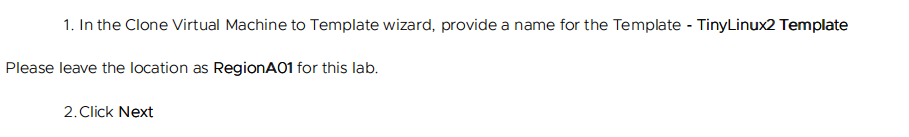 1. In the Clone Virtual Machine to Template wizard, provide a name for the Template - TinyLinux2 Template
Please leave the location as RegionA01 for this lab.
2. Click Next